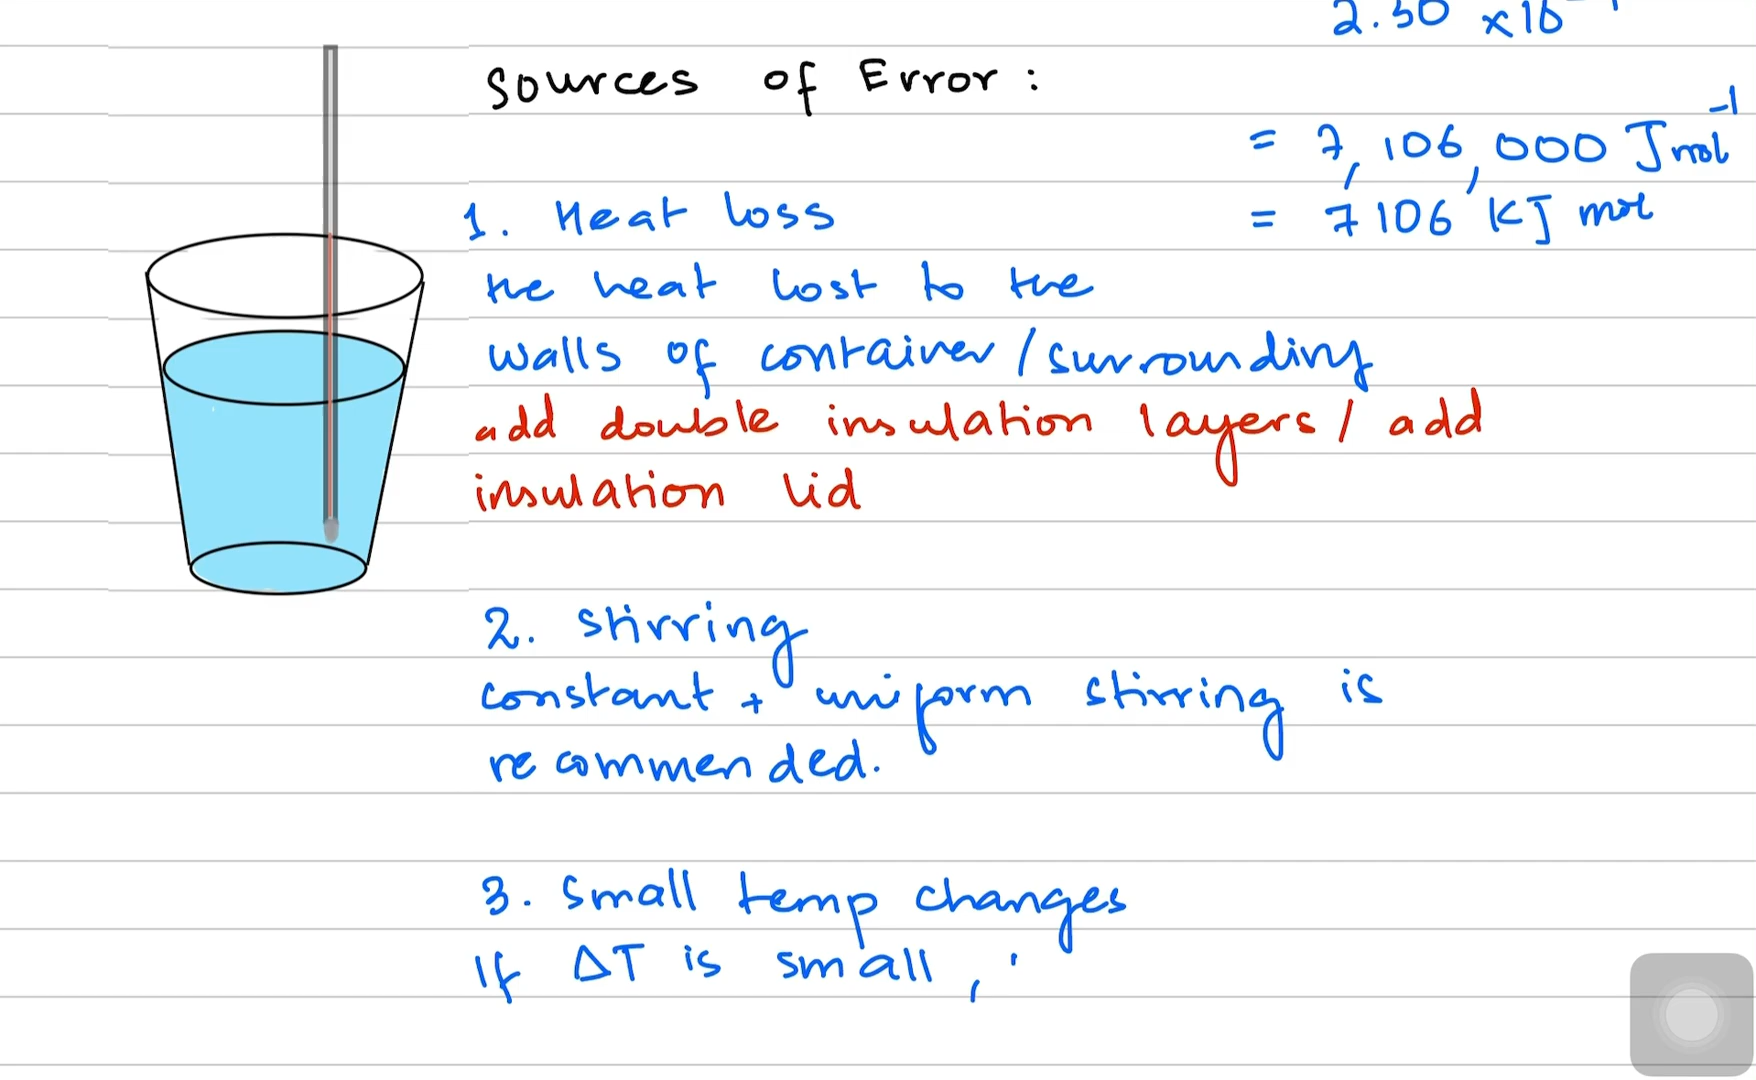 2.50 x10
Sources of Error :
= 7,106,000 J mol⁻¹
1. Heat loss
= 7106 KJ mol
the heat lost to the
walls of container / surrounding
add double insulation layers / add
insulation lid
2. Stirring
constant + uniform stirring is
recommended.
3. Small temp changes
If ΔT is small,